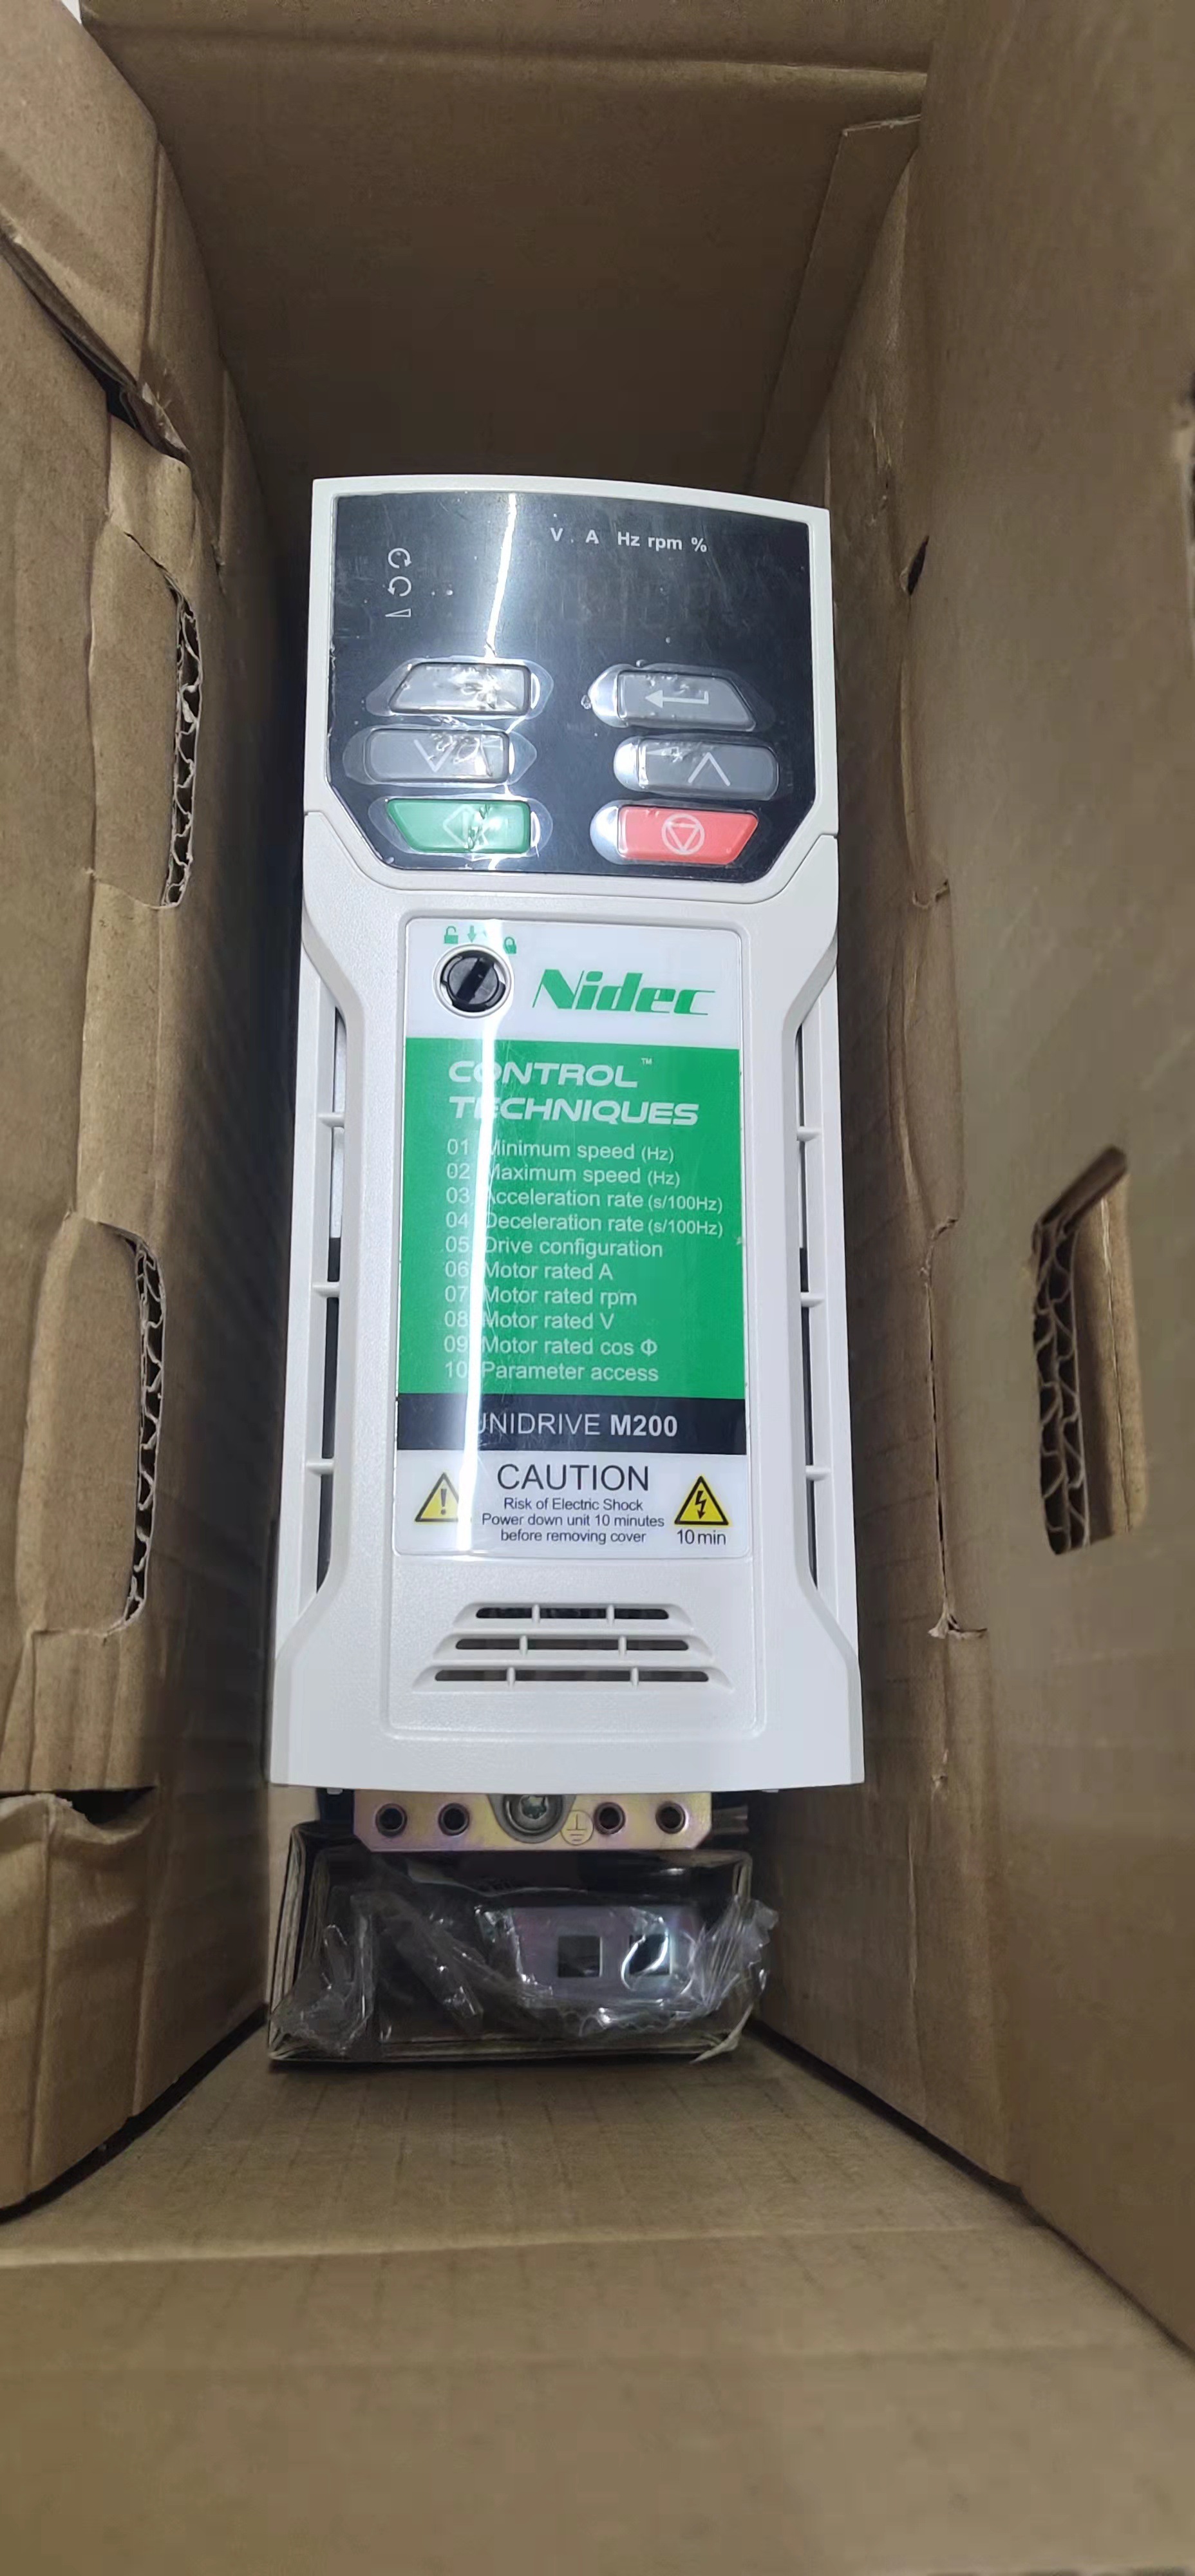 V A Hz rpm %
Nidec
CONTROL™
TECHNIQUES
01 Minimum speed (Hz)
02 Maximum speed (Hz)
03 Acceleration rate (s/100Hz)
04 Deceleration rate (s/100Hz)
05 Drive configuration
06 Motor rated A
07 Motor rated rpm
08 Motor rated V
09 Motor rated cos Φ
10 Parameter access
UNIDRIVE M200
CAUTION
Risk of Electric Shock
Power down unit 10 minutes
before removing cover
10 min